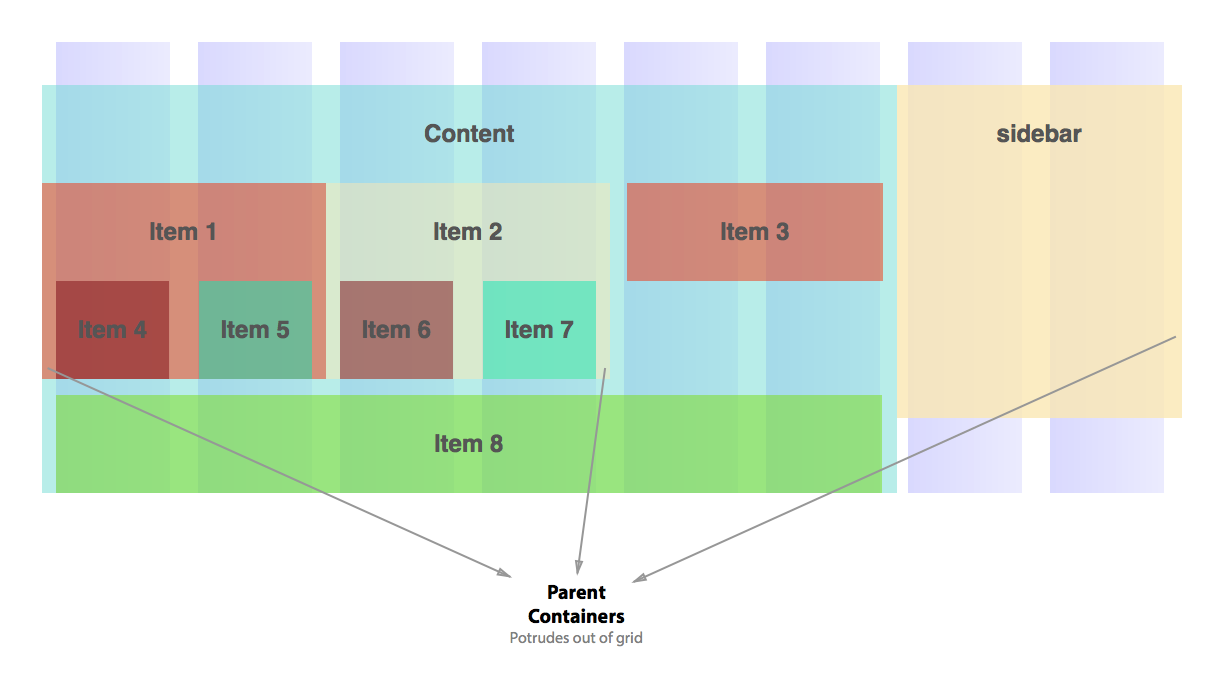 Content
sidebar
Item 1
Item 2
Item 3
Item 4
Item 5
Item 6
Item 7
Item 8
Parent
Containers
Potrudes out of grid